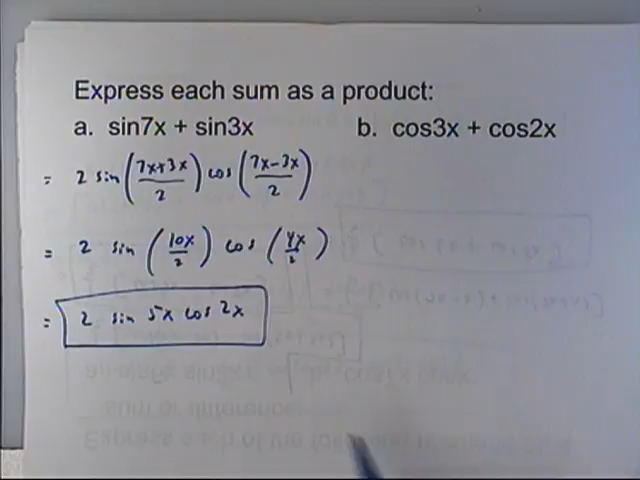 Express each sum as a product:
a. sin7x + sin3x b. cos3x + cos2x
= 2 sin (7x+3x/2) cos (7x-3x/2)
= 2 sin (10x/2) cos (4x/2)
= 2 sin 5x cos 2x